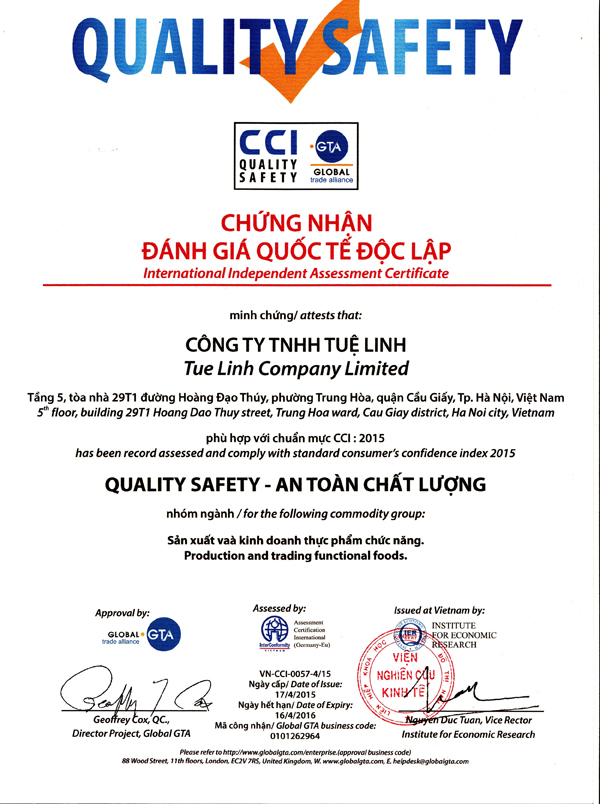 QUALITY SAFETY
CCI
QUALITY
SAFETY
GTA
GLOBAL
trade alliance
CHỨNG NHẬN
ĐÁNH GIÁ QUỐC TẾ ĐỘC LẬP
International Independent Assessment Certificate
minh chứng/ attests that:
CÔNG TY TNHH TUỆ LINH
Tue Linh Company Limited
Tầng 5, tòa nhà 29T1 đường Hoàng Đạo Thúy, phường Trung Hòa, quận Cầu Giấy, Tp. Hà Nội, Việt Nam
5th floor, building 29T1 Hoang Dao Thuy street, Trung Hoa ward, Cau Giay district, Ha Noi city, Vietnam
phù hợp với chuẩn mực CCI : 2015
has been record assessed and comply with standard consumer's confidence index 2015
QUALITY SAFETY - AN TOÀN CHẤT LƯỢNG
nhóm ngành / for the following commodity group:
Sản xuất vaà kinh doanh thực phẩm chức năng.
Production and trading functional foods.
Approval by:
GLOBAL GTA
trade alliance
Geoffrey Cox, QC.,
Director Project, Global GTA
Assessed by:
InterConformity
VIETNAM
Assessment
Certification
International
(Germany-Eu)
VN-CCI-0057-4/15
Ngày cấp/ Date of Issue:
17/4/2015
Ngày hết hạn/ Date of Expiry:
16/4/2016
Mã công nhận/ Global GTA business code:
0101262964
Issued at Vietnam by:
IER
INSTITUTE
FOR ECONOMIC
RESEARCH
VIỆN
NGHIÊN CỨU
KINH TẾ
Nguyen Duc Tuan, Vice Rector
Institute for Economic Research
Please refer to http://www.globalgta.com/enterprise.(approval business code)
88 Wood Street, 11th floors, London, EC2V 7RS, United Kingdom, W. www.globalgta.com, E. helpdesk@globalgta.com